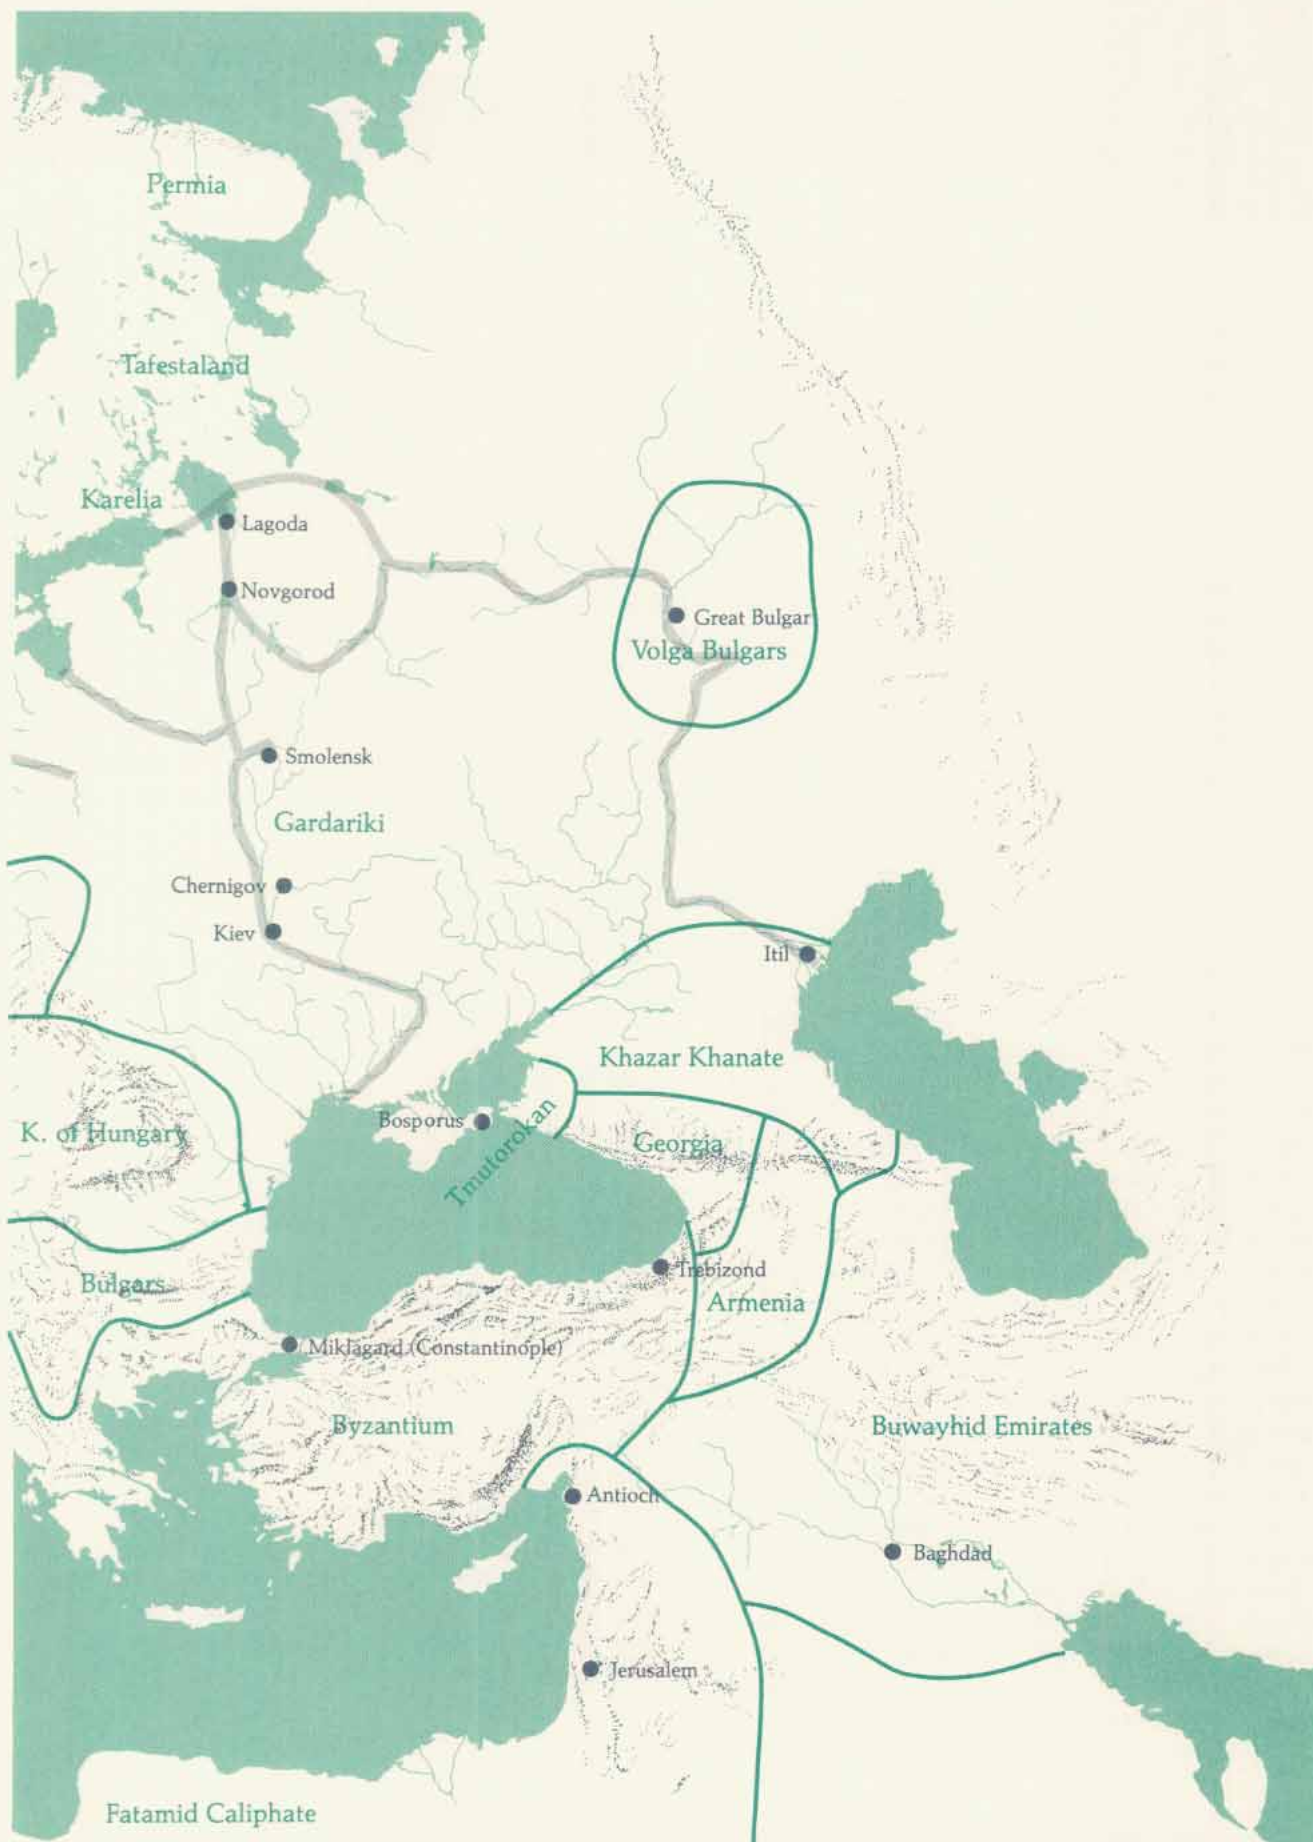 Permia
Tafestaland
Karelia
Lagoda
Novgorod
Great Bulgar
Volga Bulgars
Smolensk
Gardariki
Chernigov
Kiev
Itil
Khazar Khanate
Bosporus
Tmutorokan
K. of Hungary
Georgia
Trebizond
Bulgars
Armenia
Miklagard (Constantinople)
Byzantium
Buwayhid Emirates
Antioch
Baghdad
Jerusalem
Fatamid Caliphate